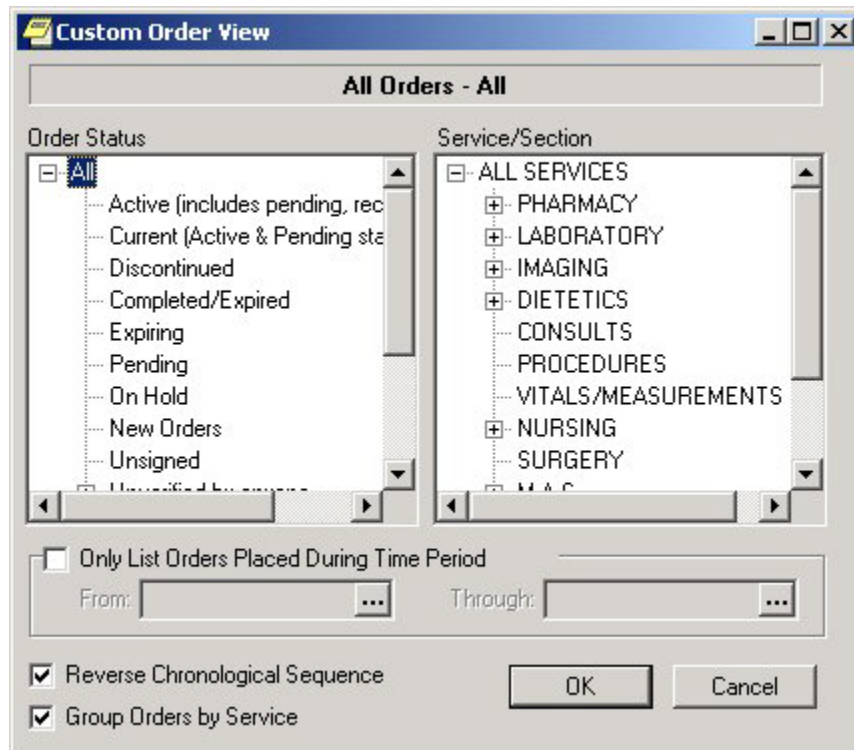 Custom Order View
All Orders - All
Order Status
All
Active (includes pending, rec
Current (Active & Pending sta
Discontinued
Completed/Expired
Expiring
Pending
On Hold
New Orders
Unsigned
Service/Section
ALL SERVICES
PHARMACY
LABORATORY
IMAGING
DIETETICS
CONSULTS
PROCEDURES
VITALS/MEASUREMENTS
NURSING
SURGERY
Only List Orders Placed During Time Period
From: ... Through: ...
Reverse Chronological Sequence
Group Orders by Service
OK Cancel